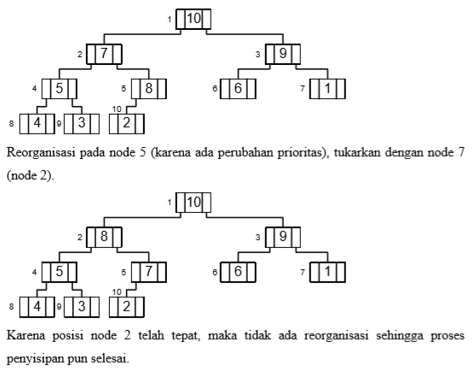 1 10
2 7 3 9
4 5 5 8 6 6 7 1
10
8 4 9 3 2
Reorganisasi pada node 5 (karena ada perubahan prioritas), tukarkan dengan node 7
(node 2).
1 10
2 8 3 9
4 5 5 7 6 6 7 1
10
8 4 9 3 2
Karena posisi node 2 telah tepat, maka tidak ada reorganisasi sehingga proses
penyisipan pun selesai.